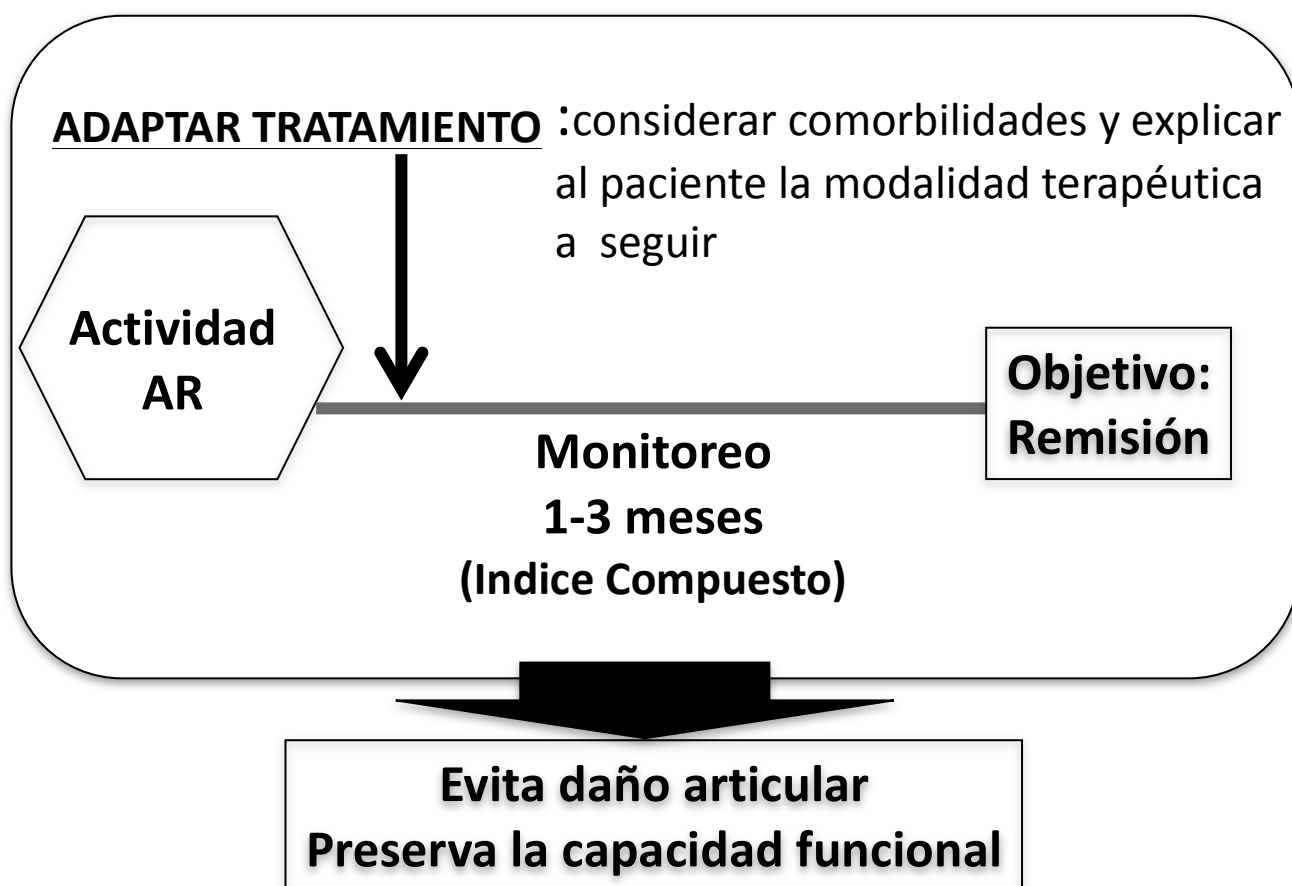 ADAPTAR TRATAMIENTO :considerar comorbilidades y explicar
al paciente la modalidad terapéutica
a seguir
Actividad
AR
Objetivo:
Remisión
Monitoreo
1-3 meses
(Indice Compuesto)
Evita daño articular
Preserva la capacidad funcional